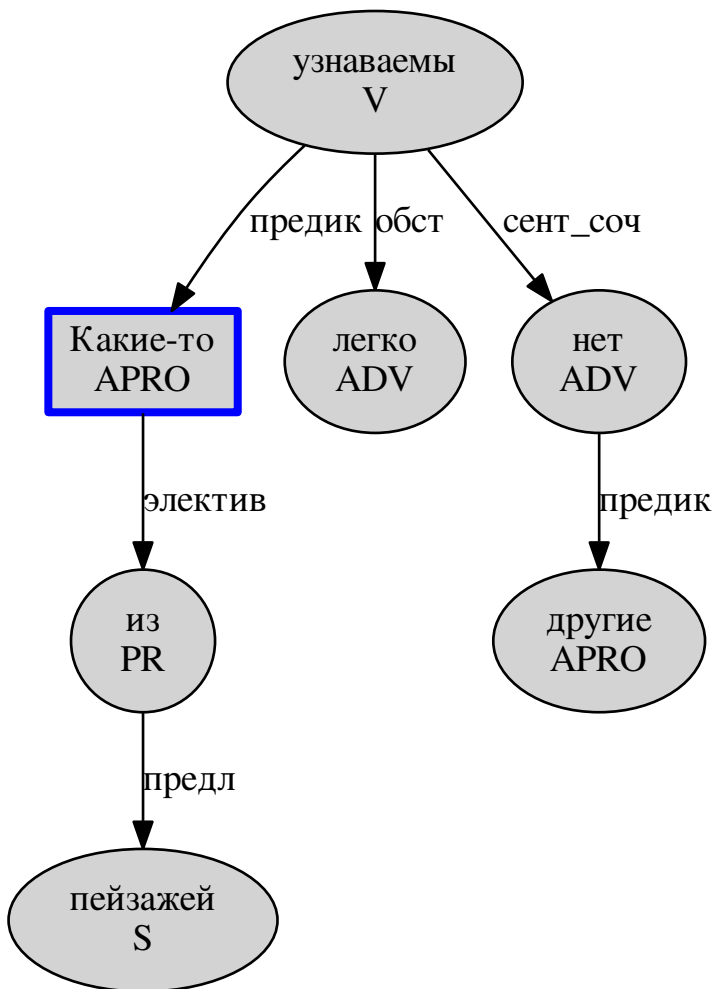 узнаваемы
V
предик
обст
сент_соч
Какие-то
APRO
легко
ADV
нет
ADV
электив
предик
из
PR
другие
APRO
предл
пейзажей
S